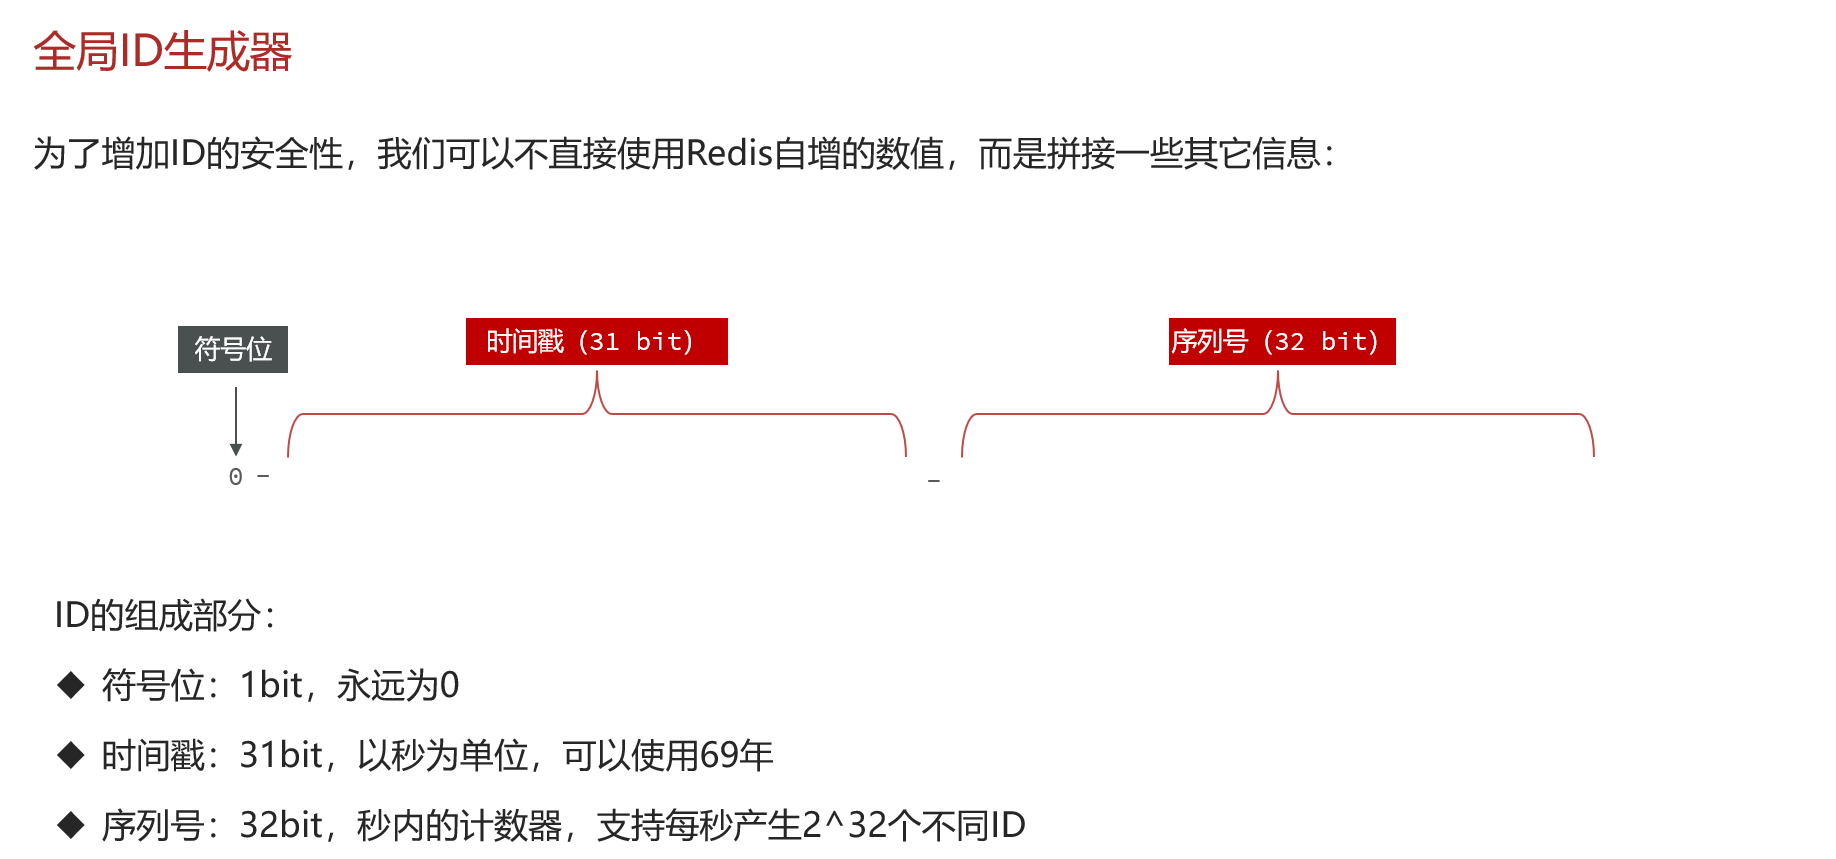 全局ID生成器
为了增加ID的安全性，我们可以不直接使用Redis自增的数值，而是拼接一些其它信息：
符号位
时间戳（31 bit）
序列号（32 bit）
0 -
-
ID的组成部分：
◆ 符号位：1bit，永远为0
◆ 时间戳：31bit，以秒为单位，可以使用69年
◆ 序列号：32bit，秒内的计数器，支持每秒产生2^32个不同ID